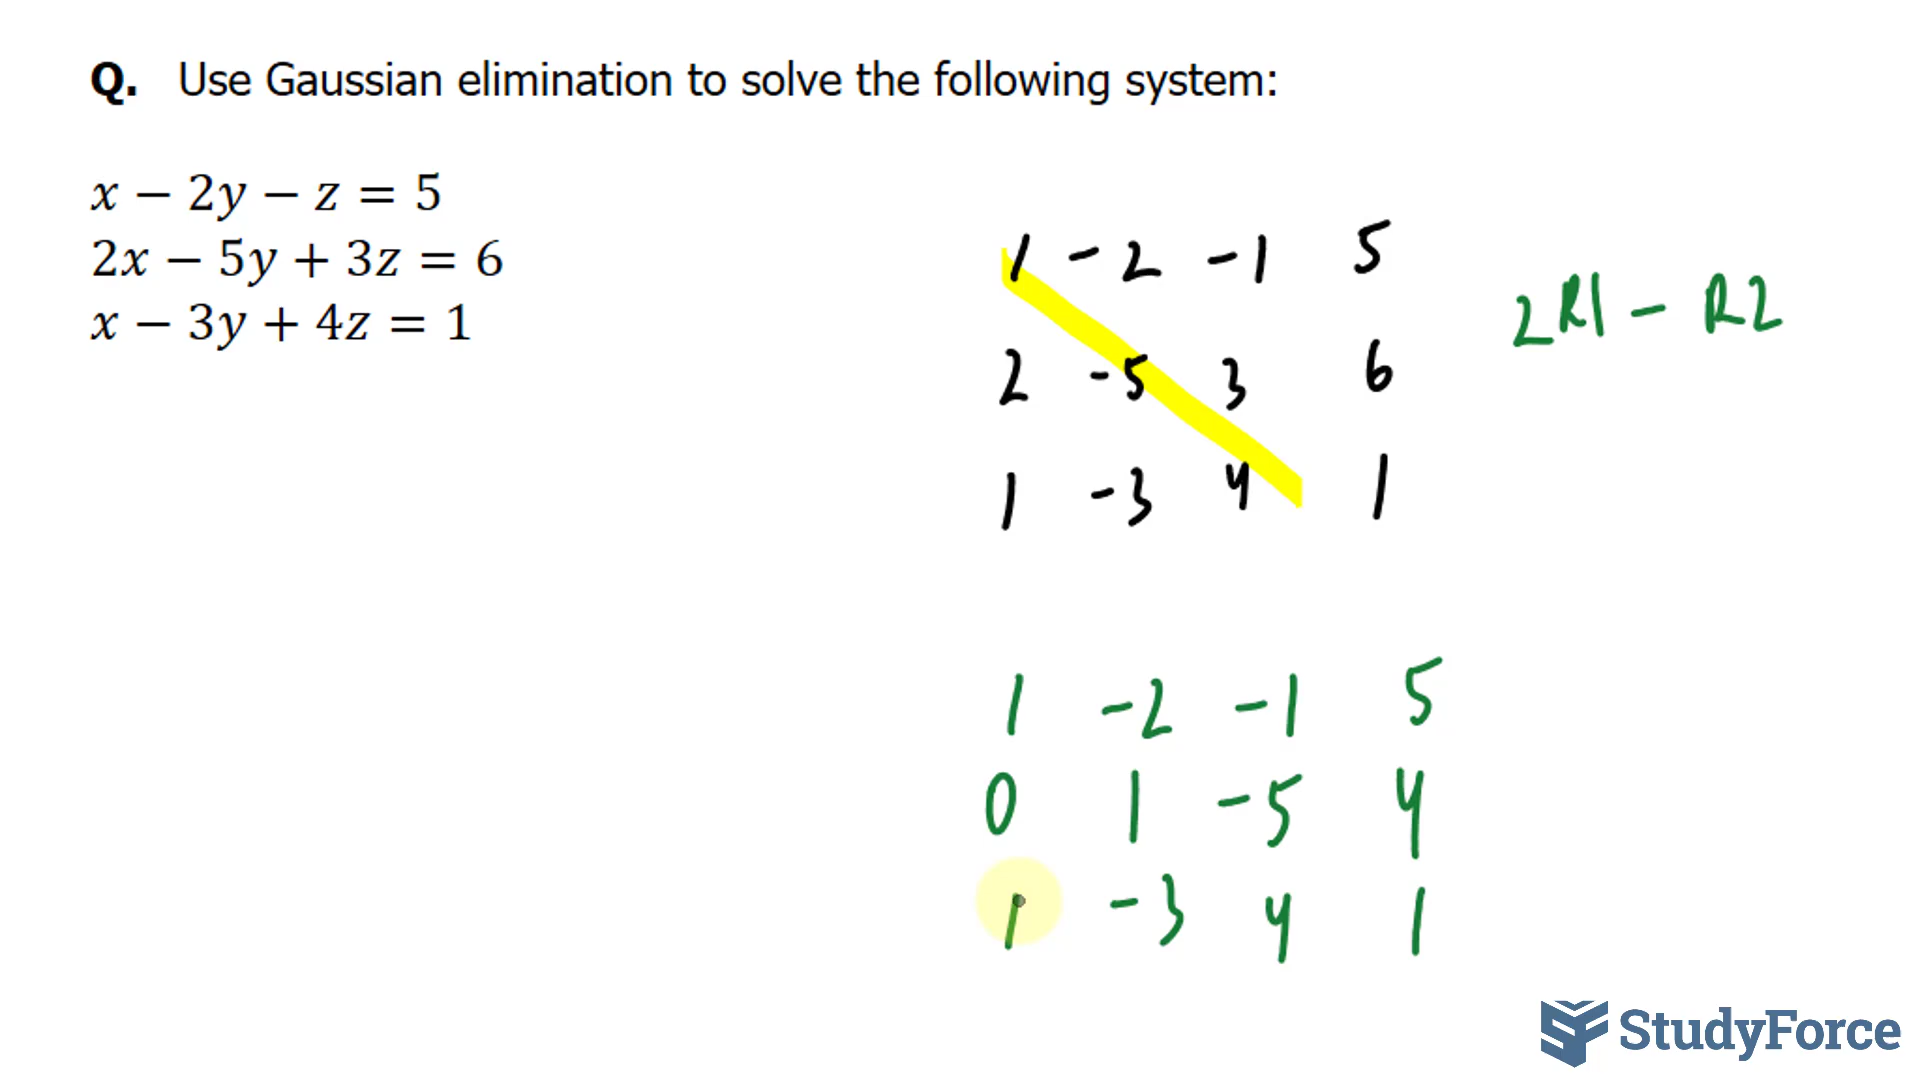 Q. Use Gaussian elimination to solve the following system:
x − 2y − z = 5
2x − 5y + 3z = 6
x − 3y + 4z = 1
1 -2 -1 5
2R1 - R2
2 -5 3 6
1 -3 4 1
1 -2 -1 5
0 1 -5 4
1 -3 4 1
StudyForce